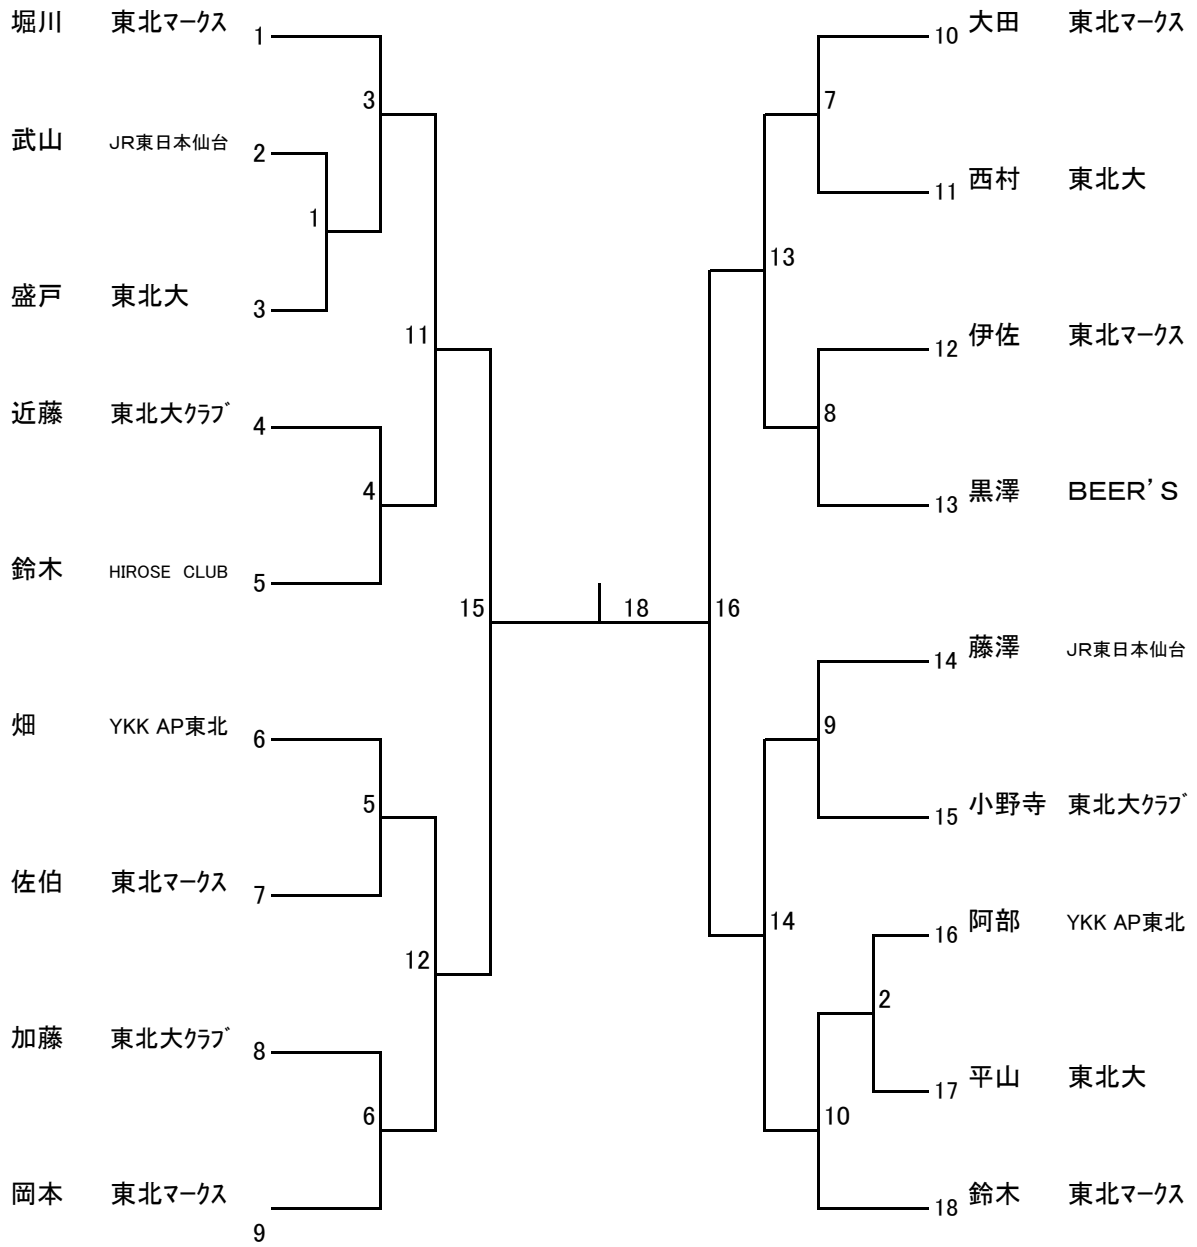 堀川 東北マークス 1
3
武山 JR東日本仙台 2
1
盛戸 東北大 3
11
近藤 東北大クラブ 4
4
鈴木 HIROSE CLUB 5
15
畑 YKK AP東北 6
5
佐伯 東北マークス 7
12
加藤 東北大クラブ 8
6
岡本 東北マークス 9
18
10 大田 東北マークス
7
11 西村 東北大
13
12 伊佐 東北マークス
8
13 黒澤 BEER'S
16
14 藤澤 JR東日本仙台
9
15 小野寺 東北大クラブ
14
16 阿部 YKK AP東北
2
17 平山 東北大
10
18 鈴木 東北マークス